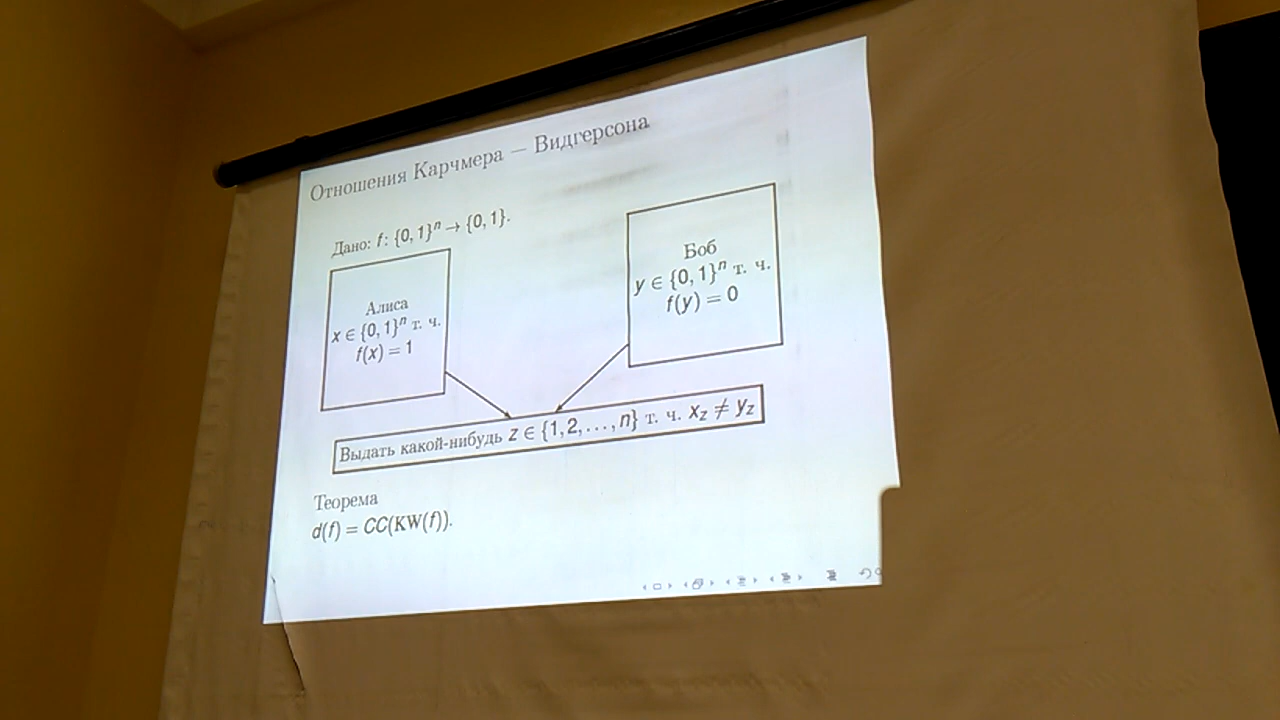 Отношения Карчмера — Видгерсона
Дано: f: {0, 1}ⁿ → {0, 1}.
Алиса
x ∈ {0, 1}ⁿ т. ч.
f(x) = 1
Боб
y ∈ {0, 1}ⁿ т. ч.
f(y) = 0
Выдать какой-нибудь z ∈ {1, 2, . . . , n} т. ч. x_z ≠ y_z
Теорема
d(f) = CC(KW(f)).